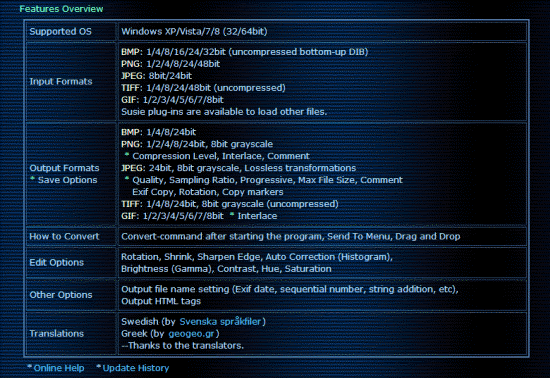 Features Overview
Supported OS
Windows XP/Vista/7/8 (32/64bit)
Input Formats
BMP: 1/4/8/16/24/32bit (uncompressed bottom-up DIB)
PNG: 1/2/4/8/24/48bit
JPEG: 8bit/24bit
TIFF: 1/4/8/24/48bit (uncompressed)
GIF: 1/2/3/4/5/6/7/8bit
Susie plug-ins are available to load other files.
Output Formats
* Save Options
BMP: 1/4/8/24bit
PNG: 1/2/4/8/24bit, 8bit grayscale
* Compression Level, Interlace, Comment
JPEG: 24bit, 8bit grayscale, Lossless transformations
* Quality, Sampling Ratio, Progressive, Max File Size, Comment
Exif Copy, Rotation, Copy markers
TIFF: 1/4/8/24bit, 8bit grayscale (uncompressed)
GIF: 1/2/3/4/5/6/7/8bit * Interlace
How to Convert
Convert-command after starting the program, Send To Menu, Drag and Drop
Edit Options
Rotation, Shrink, Sharpen Edge, Auto Correction (Histogram),
Brightness (Gamma), Contrast, Hue, Saturation
Other Options
Output file name setting (Exif date, sequential number, string addition, etc),
Output HTML tags
Translations
Swedish (by Svenska språkfiler)
Greek (by geogeo.gr)
--Thanks to the translators.
*Online Help *Update History